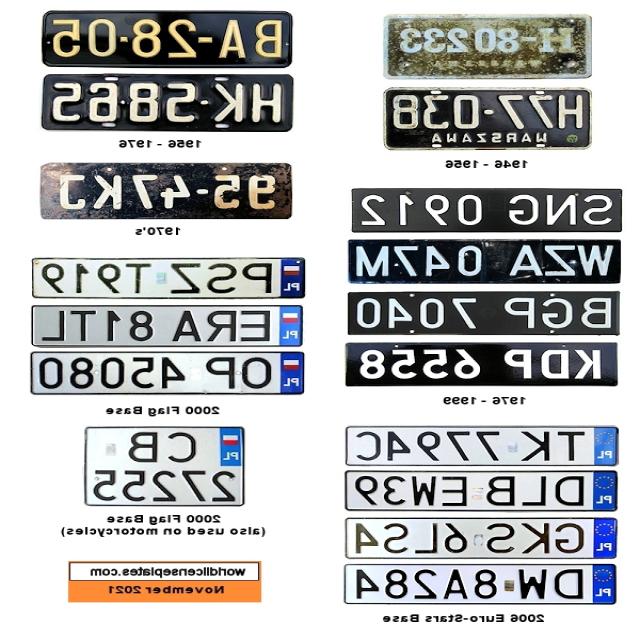 H77-038
WARSZAWA
1946 - 1956
SNG 0912
WZA 047M
BGP 7040
KDP 6558
1976 - 1999
PL TK 7794C
PL DLB EW39
PL GKS 6LS4
PL DW 8A284
2006 Euro-Stars Base
BA-28-05
HK-5865
1956 - 1976
95-47KJ
1970's
PL PSZ T919
PL ERA 81TL
PL OP 45080
2000 Flag Base
PL CB
27255
2000 Flag Base
(also used on motorcycles)
worldlicenseplates.com
November 2021